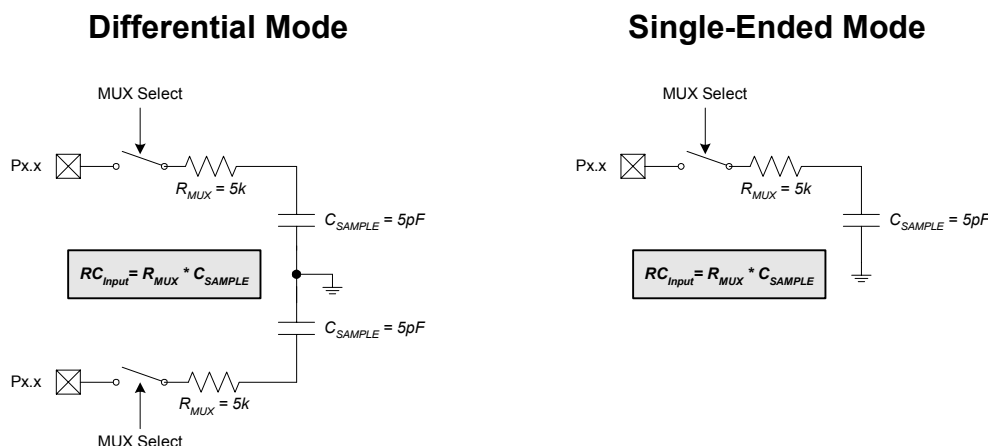 Differential Mode
MUX Select
Px.x
R_MUX = 5k
C_SAMPLE = 5pF
RC_Input= R_MUX * C_SAMPLE
C_SAMPLE = 5pF
Px.x
R_MUX = 5k
MUX Select
Single-Ended Mode
MUX Select
Px.x
R_MUX = 5k
C_SAMPLE = 5pF
RC_Input= R_MUX * C_SAMPLE